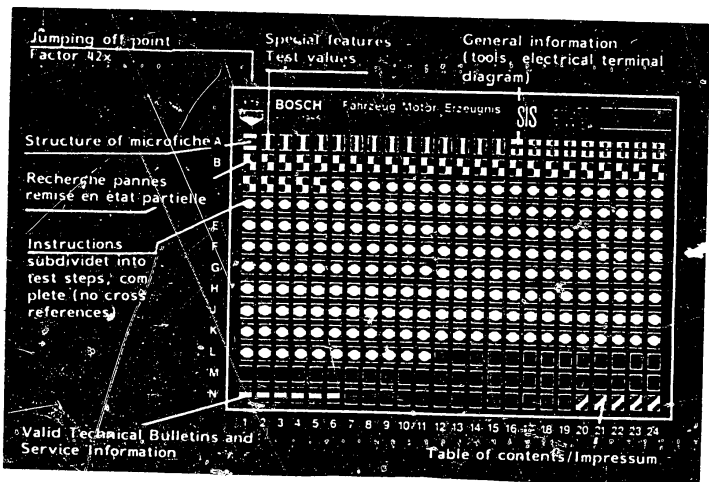 Jumping off point
Factor 42x
Special features
Test values
General information
(tools, electrical terminal
diagram)
BOSCH Fahrzeug Motor Erzeugnis SIS
Structure of microfiche
Recherche pannes
remise en état partielle
Instructions
subdividet into
test steps, com
plete (no cross
references)
A
B
E
F
G
H
J
K
L
M
N
1 2 3 4 5 6 7 8 9 10/11 12 13 14 15 16 18 19 20 21 22 23 24
Valid Technical Bulletins and
Service Information
Table of contents/Impressum